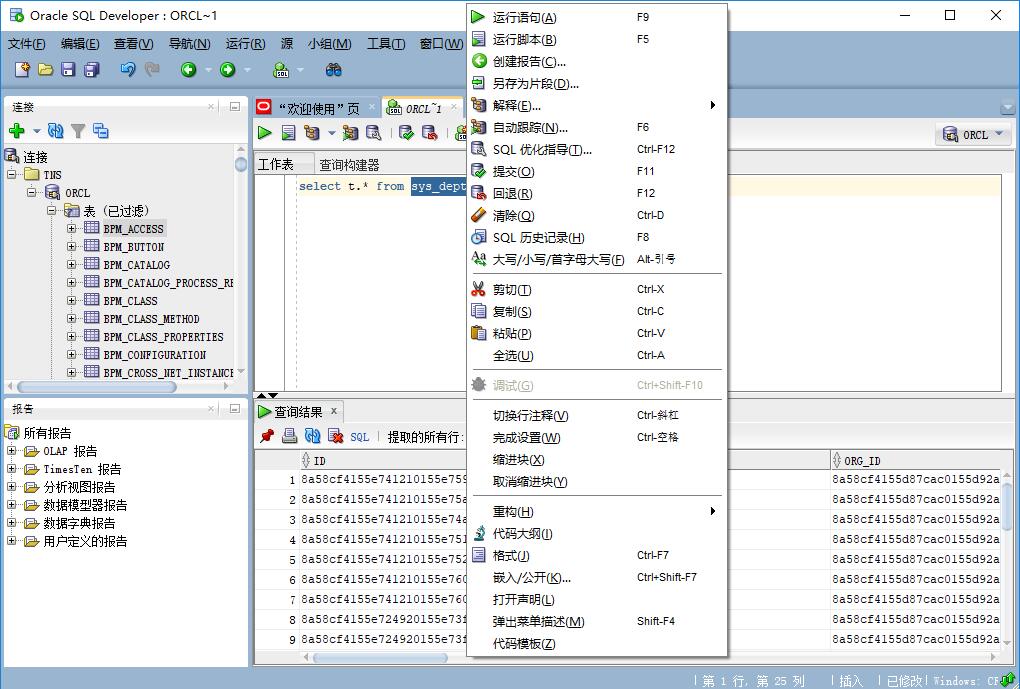 Oracle SQL Developer : ORCL~1
文件(F) 编辑(E) 查看(V) 导航(N) 运行(R) 源 小组(M) 工具(T) 窗口(W)
连接
连接
TNS
ORCL
表 (已过滤)
BPM_ACCESS
BPM_BUTTON
BPM_CATALOG
BPM_CATALOG_PROCESS_RE
BPM_CLASS
BPM_CLASS_METHOD
BPM_CLASS_PROPERTIES
BPM_CONFIGURATION
BPM_CROSS_NET_INSTANCE
报告
所有报告
OLAP 报告
TimesTen 报告
分析视图报告
数据模型器报告
数据字典报告
用户定义的报告
“欢迎使用”页 ORCL~1
SQL
ORCL
工作表 查询构建器
select t.* from sys_dept
查询结果
SQL | 提取的所有行:
ID ORG_ID
1 8a58cf4155e741210155e759 8a58cf4155d87cac0155d92a
2 8a58cf4155e741210155e75a 8a58cf4155d87cac0155d92a
3 8a58cf4155e741210155e74a 8a58cf4155d87cac0155d92a
4 8a58cf4155e741210155e751 8a58cf4155d87cac0155d92a
5 8a58cf4155e741210155e752 8a58cf4155d87cac0155d92a
6 8a58cf4155e741210155e760 8a58cf4155d87cac0155d92a
7 8a58cf4155e741210155e760 8a58cf4155d87cac0155d92a
8 8a58cf4155e724920155e73f 8a58cf4155d87cac0155d92a
9 8a58cf4155e724920155e73f 8a58cf4155d87cac0155d92a
运行语句(A) F9
运行脚本(B) F5
创建报告(C)...
另存为片段(D)...
解释(E)...
自动跟踪(N)... F6
SQL 优化指导(T)... Ctrl-F12
提交(O) F11
回退(R) F12
清除(Q) Ctrl-D
SQL 历史记录(H) F8
大写/小写/首字母大写(F) Alt-引号
剪切(T) Ctrl-X
复制(S) Ctrl-C
粘贴(P) Ctrl-V
全选(U) Ctrl-A
调试(G) Ctrl+Shift-F10
切换行注释(V) Ctrl-斜杠
完成设置(W) Ctrl-空格
缩进块(X)
取消缩进块(Y)
重构(H)
代码大纲(I)
格式(J) Ctrl-F7
嵌入/公开(K)... Ctrl+Shift-F7
打开声明(L)
弹出菜单描述(M) Shift-F4
代码模板(Z)
第 1 行, 第 25 列 | 插入 | 已修改 | Windows: CR